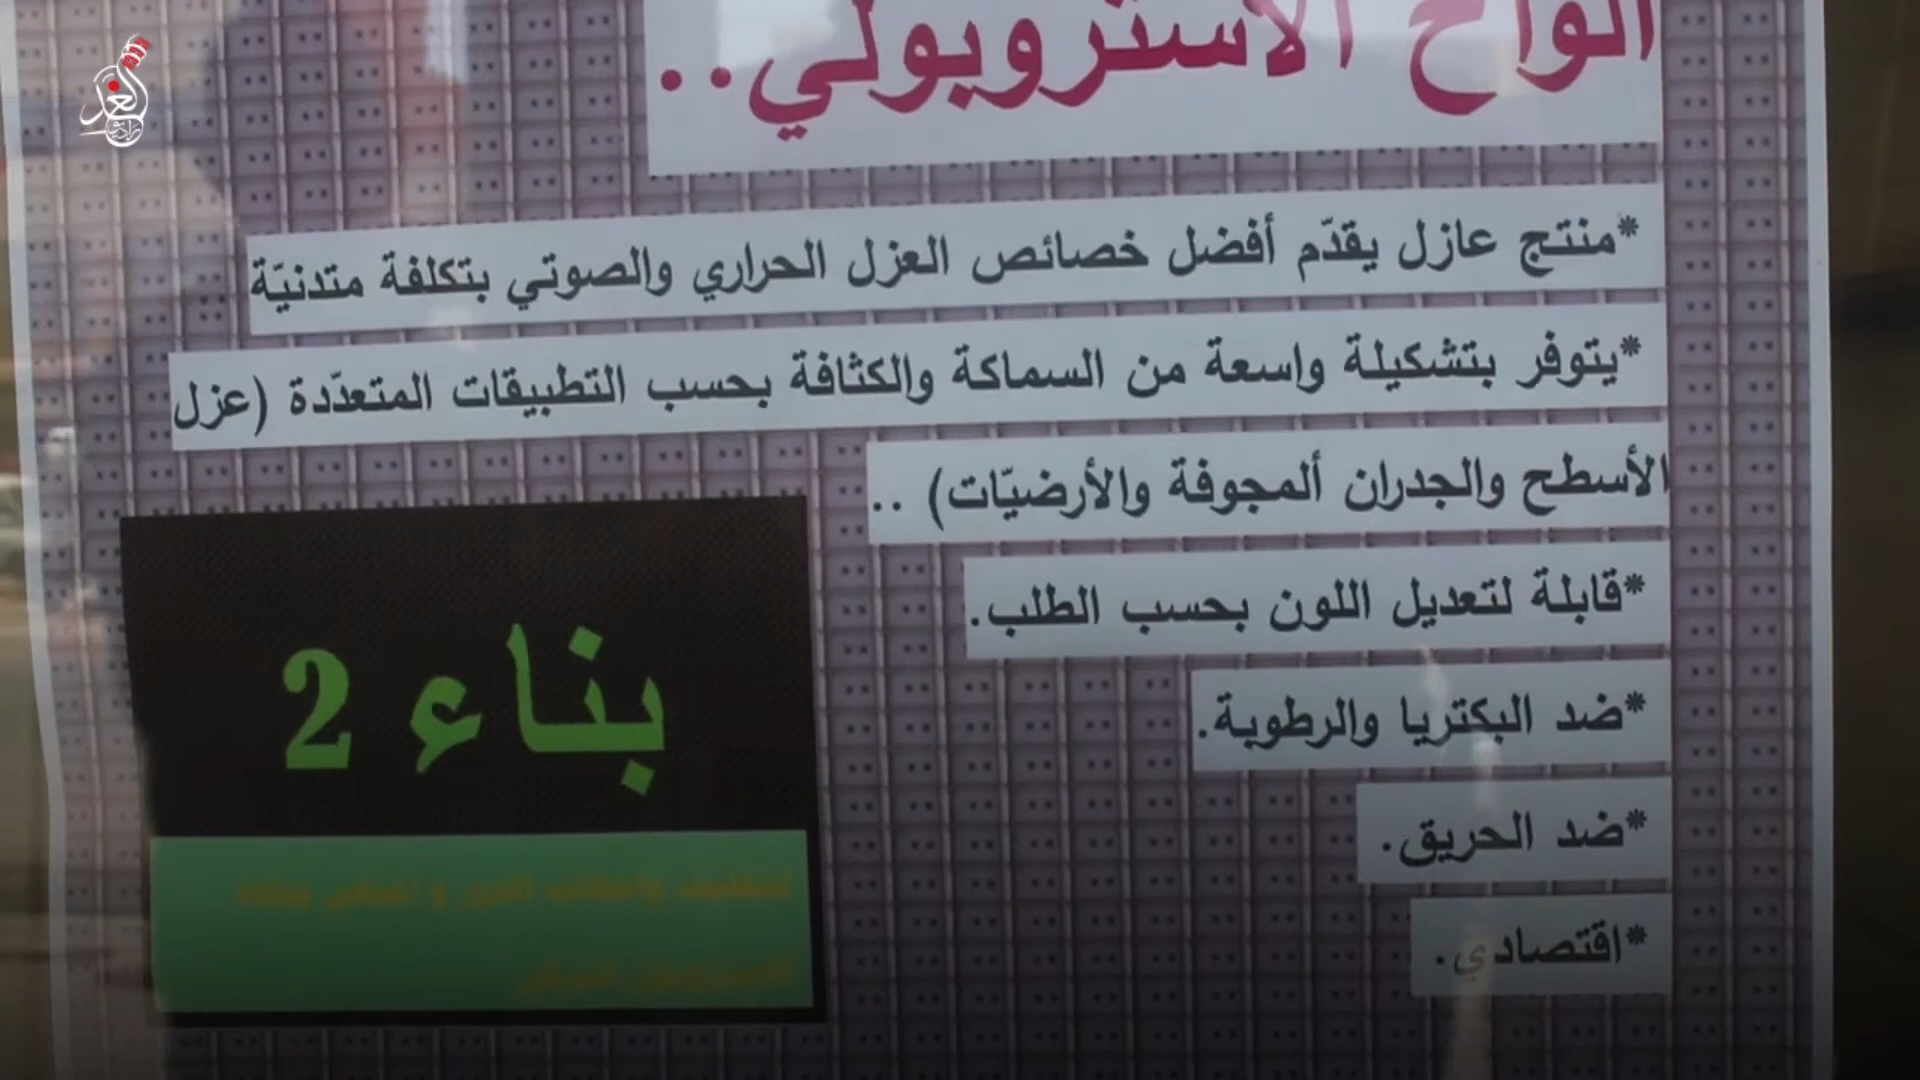 ألواح الاستروبولي..
*منتج عازل يقدّم أفضل خصائص العزل الحراري والصوتي بتكلفة متدنيّة
*يتوفر بتشكيلة واسعة من السماكة والكثافة بحسب التطبيقات المتعدّدة (عزل
الأسطح والجدران ألمجوفة والأرضيّات) ..
*قابلة لتعديل اللون بحسب الطلب.
*ضد البكتريا والرطوبة.
*ضد الحريق.
*اقتصادي.
بناء 2